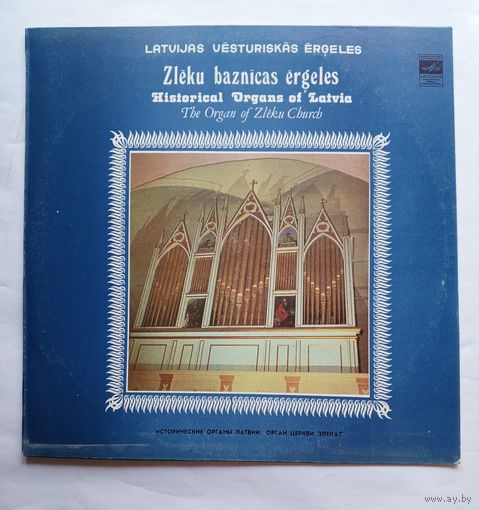 LATVIJAS VĒSTURISKĀS ĒRĢELES
Zlēku baznīcas ērģeles
Historical Organs of Latvia
The Organ of Zlēku Church
ИСТОРИЧЕСКИЕ ОРГАНЫ ЛАТВИИ. ОРГАН ЦЕРКВИ ЗЛЕКАС
www.ay.by